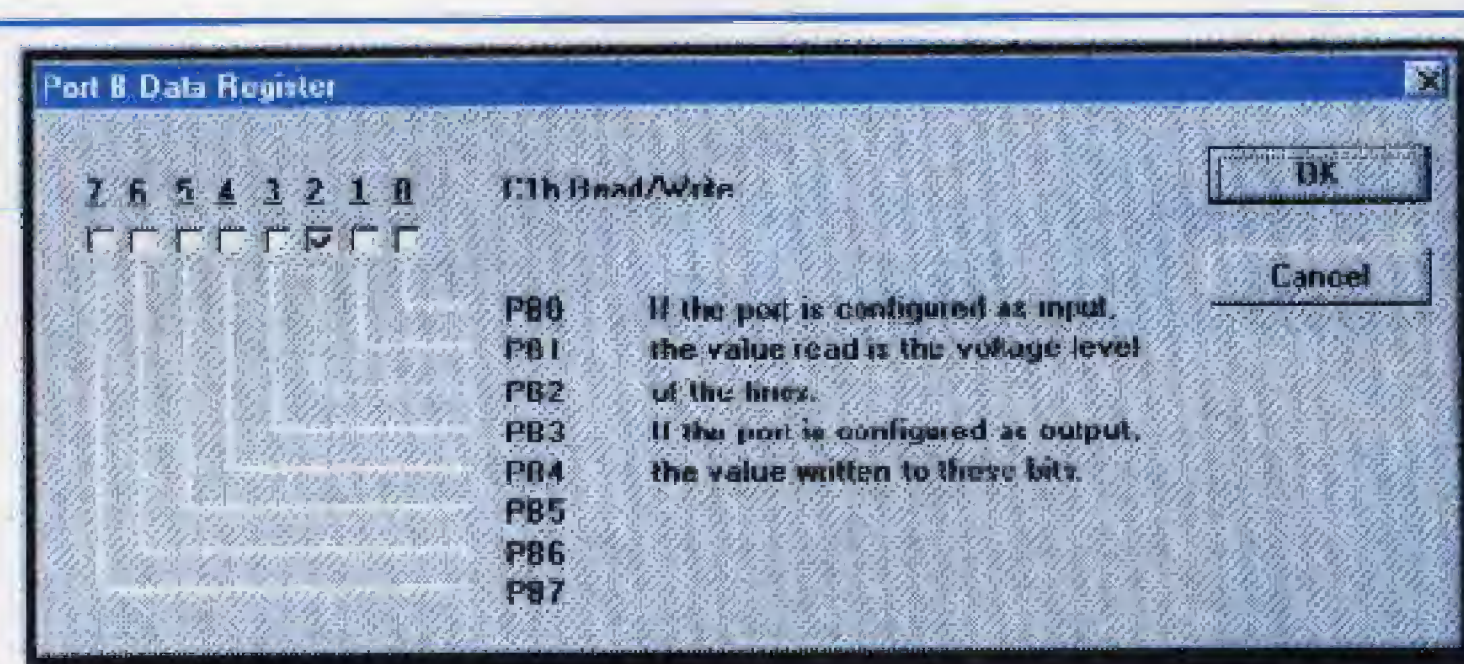 Port B Data Register
7 6 5 4 3 2 1 0
C1h Read/Write
OK
Cancel
PB0 If the port is configured as input,
PB1 the value read is the voltage level
PB2 of the lines.
PB3 If the port is configured as output,
PB4 the value written to these bits.
PB5
PB6
PB7